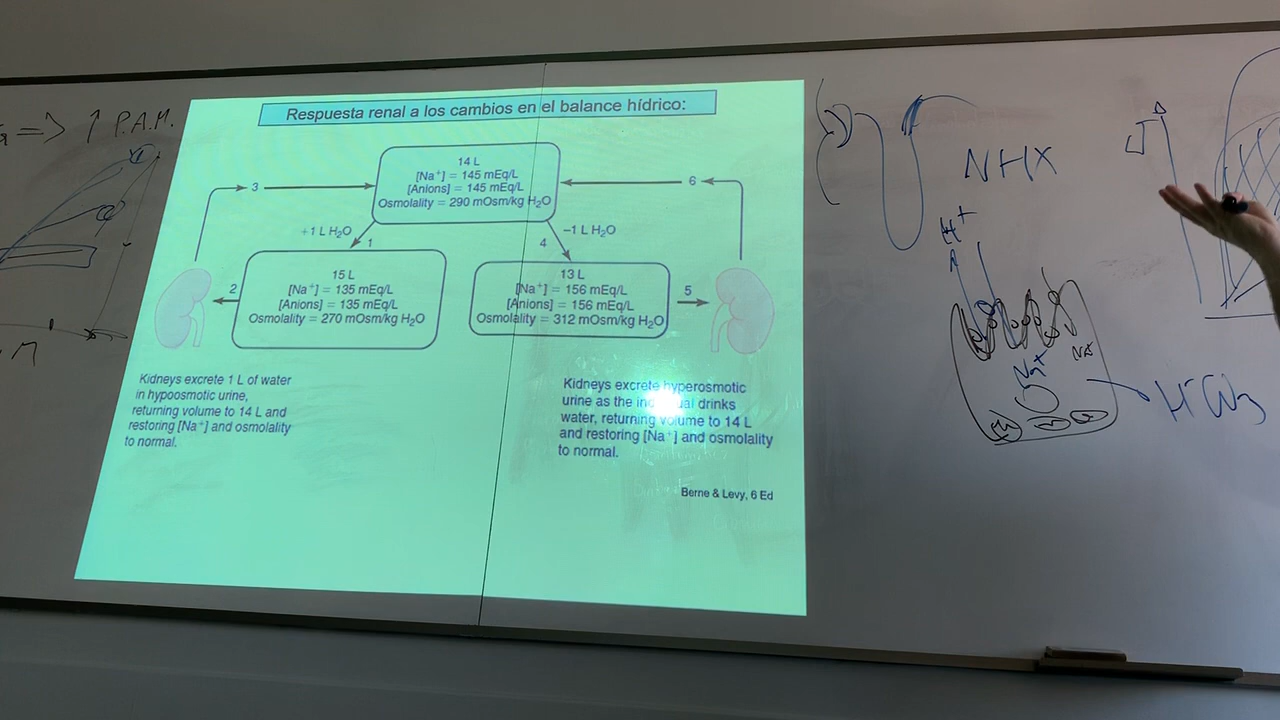 => ↑ P.A.M.
Respuesta renal a los cambios en el balance hídrico:
14 L
[Na⁺] = 145 mEq/L
[Anions] = 145 mEq/L
Osmolality = 290 mOsm/kg H₂O
3
6
+1 L H₂O
1
4
−1 L H₂O
15 L
[Na⁺] = 135 mEq/L
[Anions] = 135 mEq/L
Osmolality = 270 mOsm/kg H₂O
2
13 L
[Na⁺] = 156 mEq/L
[Anions] = 156 mEq/L
Osmolality = 312 mOsm/kg H₂O
5
Kidneys excrete 1 L of water
in hypoosmotic urine,
returning volume to 14 L and
restoring [Na⁺] and osmolality
to normal.
Kidneys excrete hyperosmotic
urine as the individual drinks
water, returning volume to 14 L
and restoring [Na⁺] and osmolality
to normal.
Berne & Levy, 6 Ed
NHX
H⁺
Na⁺